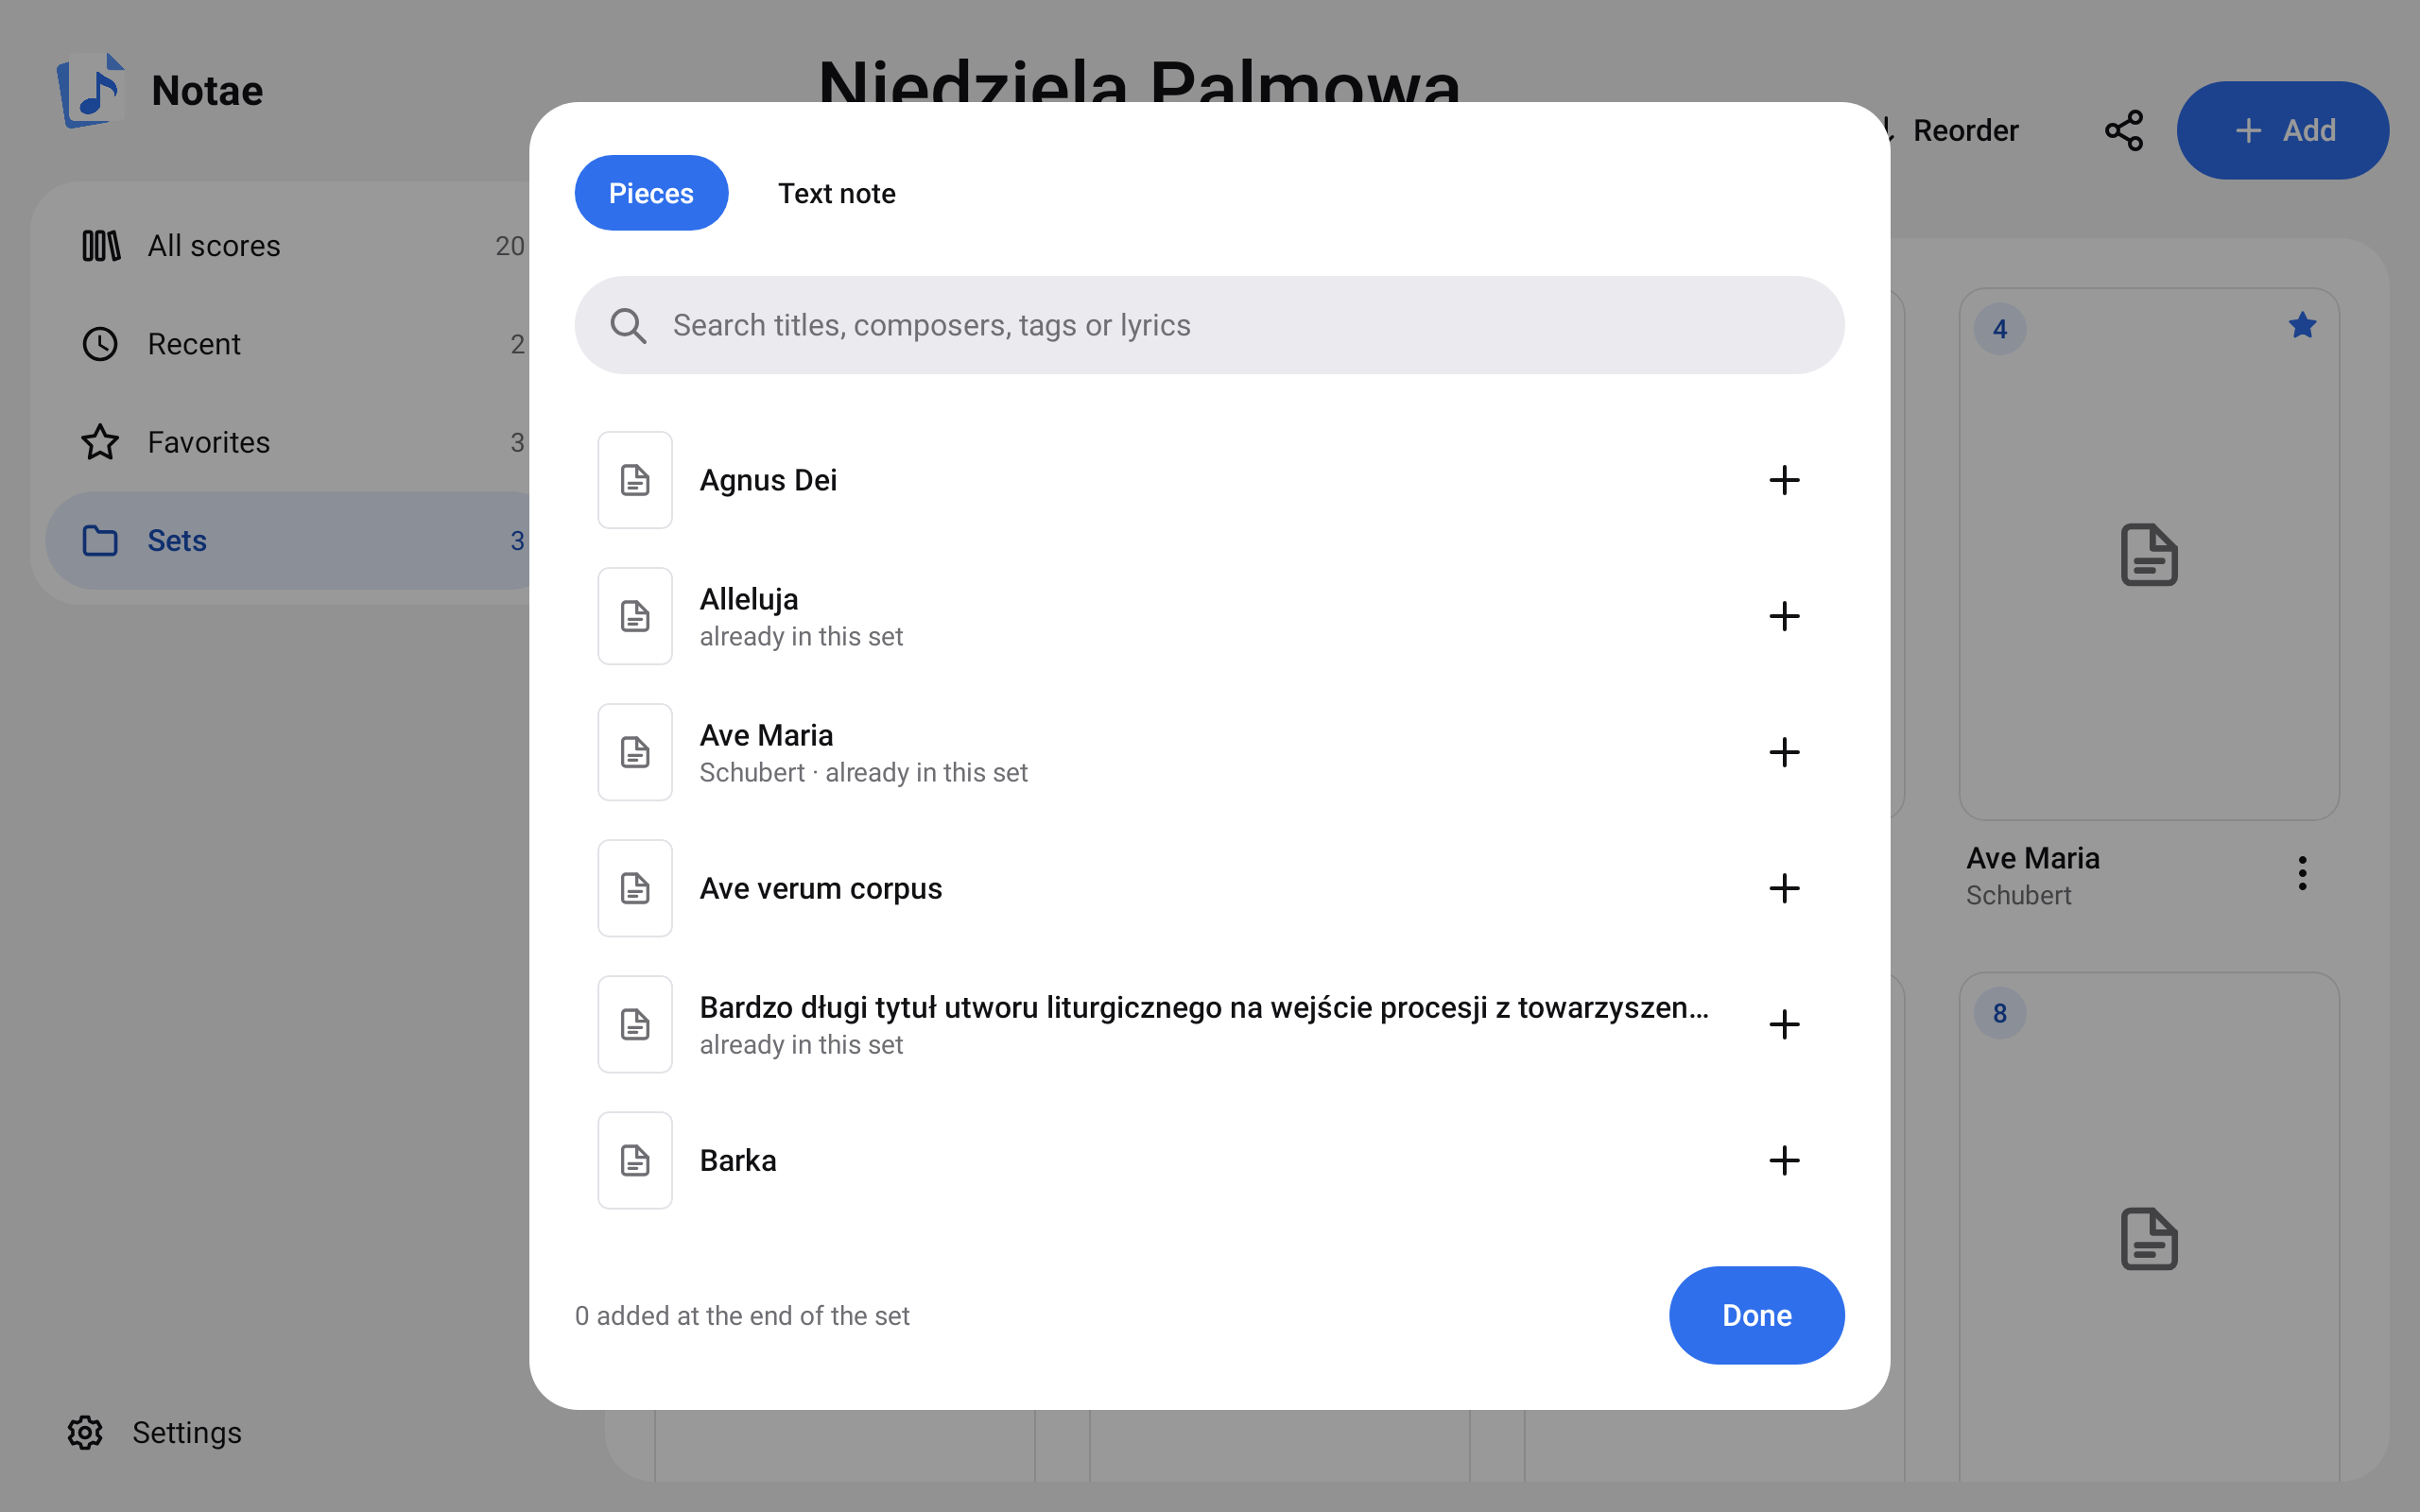 Notae
Niedziela Palmowa
Reorder
Add
All scores 20
Recent 2
Favorites 3
Sets 3
Settings
Pieces
Text note
Search titles, composers, tags or lyrics
Agnus Dei
Alleluja
already in this set
Ave Maria
Schubert · already in this set
Ave verum corpus
Bardzo długi tytuł utworu liturgicznego na wejście procesji z towarzyszen…
already in this set
Barka
0 added at the end of the set
Done
4
Ave Maria
Schubert
8